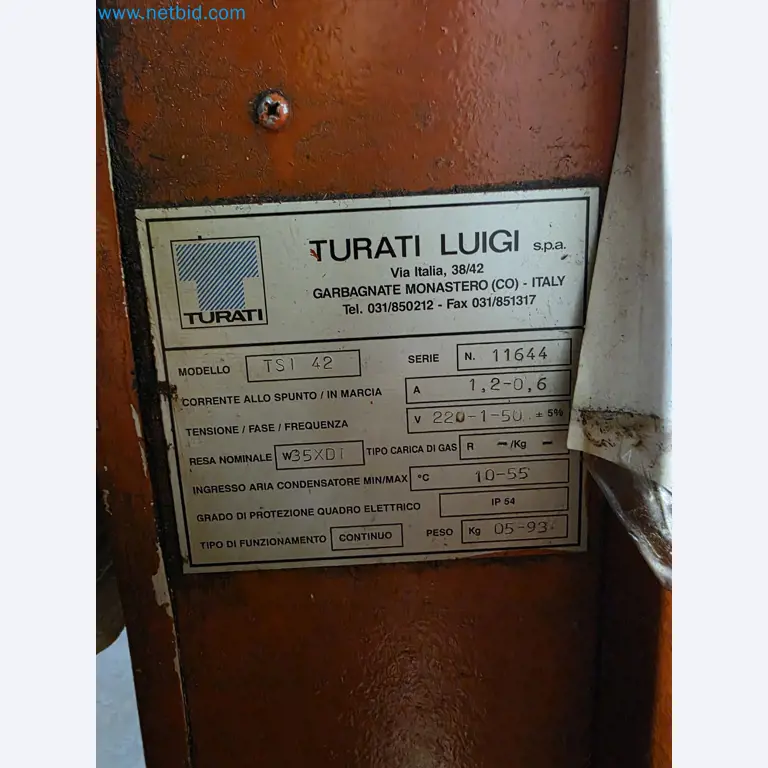 www.netbid.com
TURATI
TURATI LUIGI s.p.a.
Via Italia, 38/42
GARBAGNATE MONASTERO (CO) - ITALY
Tel. 031/850212 - Fax 031/851317
MODELLO TSI 42 SERIE N. 11644
CORRENTE ALLO SPUNTO / IN MARCIA A 1,2-0,6
TENSIONE / FASE / FREQUENZA V 220-1-50 ± 5%
RESA NOMINALE W35XDT TIPO CARICA DI GAS R - /Kg -
INGRESSO ARIA CONDENSATORE MIN/MAX °C 10-55
GRADO DI PROTEZIONE QUADRO ELETTRICO IP 54
TIPO DI FUNZIONAMENTO CONTINUO PESO Kg 05-93